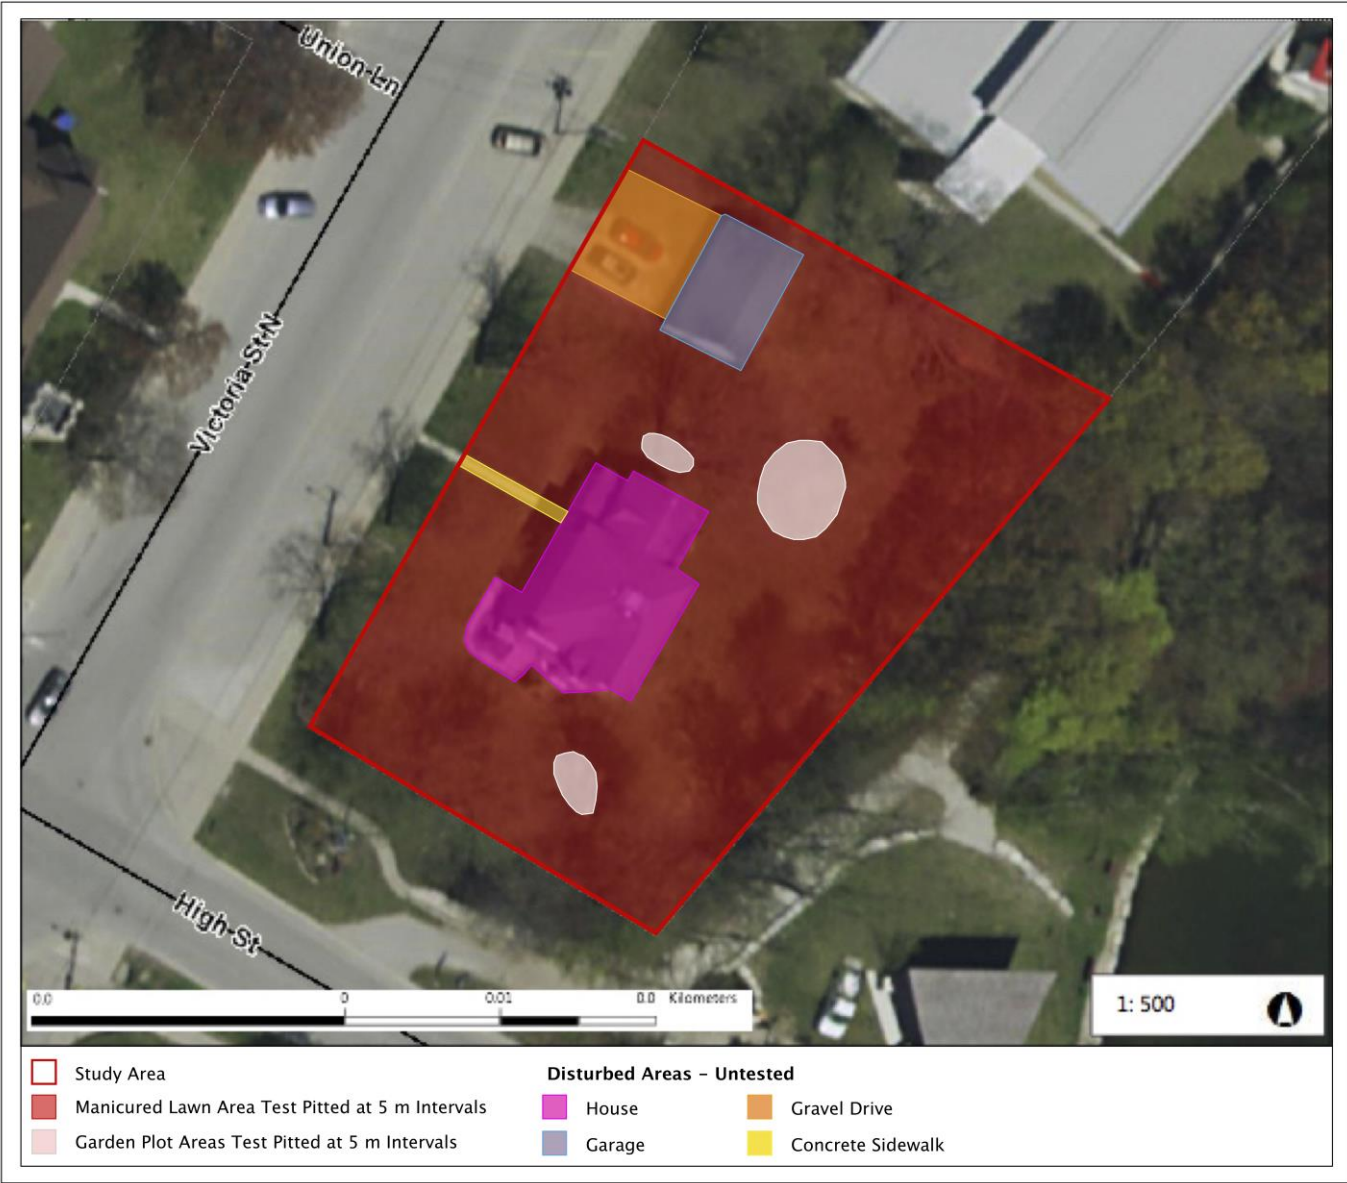 Union Ln
Victoria St N
High St
0.0 0 0.01 0.0 Kilometers
1: 500
Study Area
Manicured Lawn Area Test Pitted at 5 m Intervals
Garden Plot Areas Test Pitted at 5 m Intervals
Disturbed Areas – Untested
House
Garage
Gravel Drive
Concrete Sidewalk